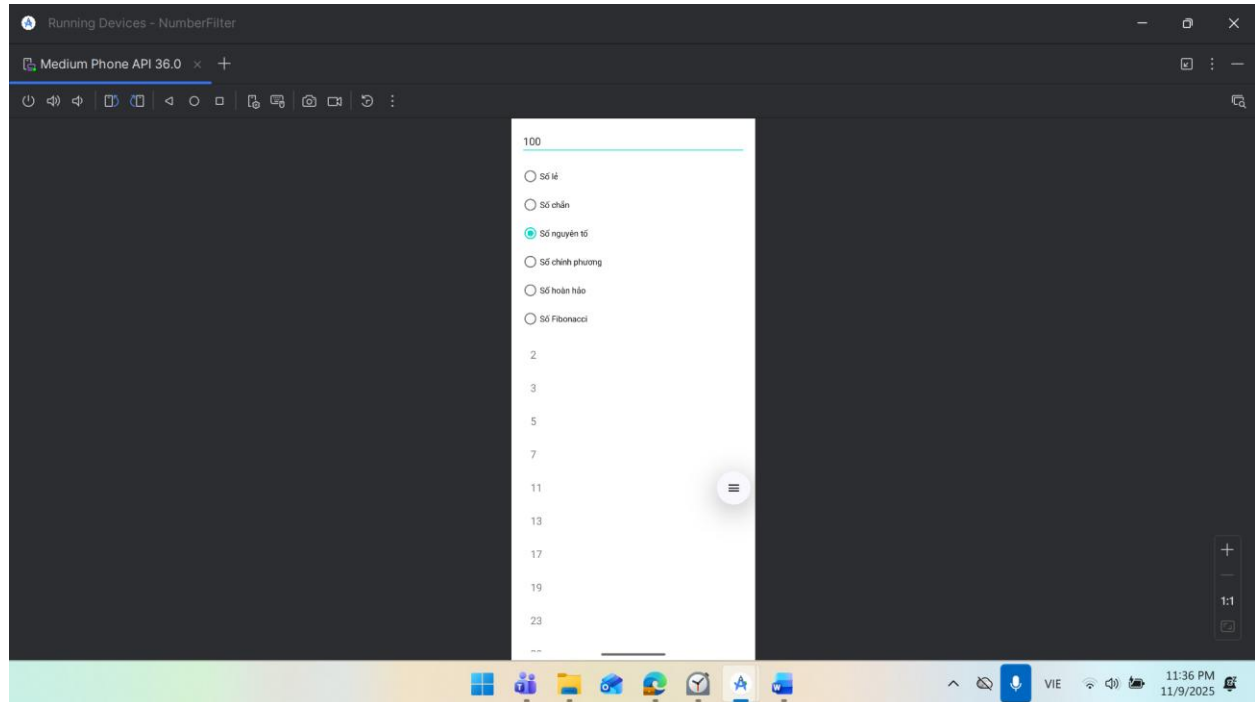 Running Devices - NumberFilter
Medium Phone API 36.0
100
Số lẻ
Số chẵn
Số nguyên tố
Số chính phương
Số hoàn hảo
Số Fibonacci
2
3
5
7
11
13
17
19
23
1:1
VIE
11:36 PM
11/9/2025